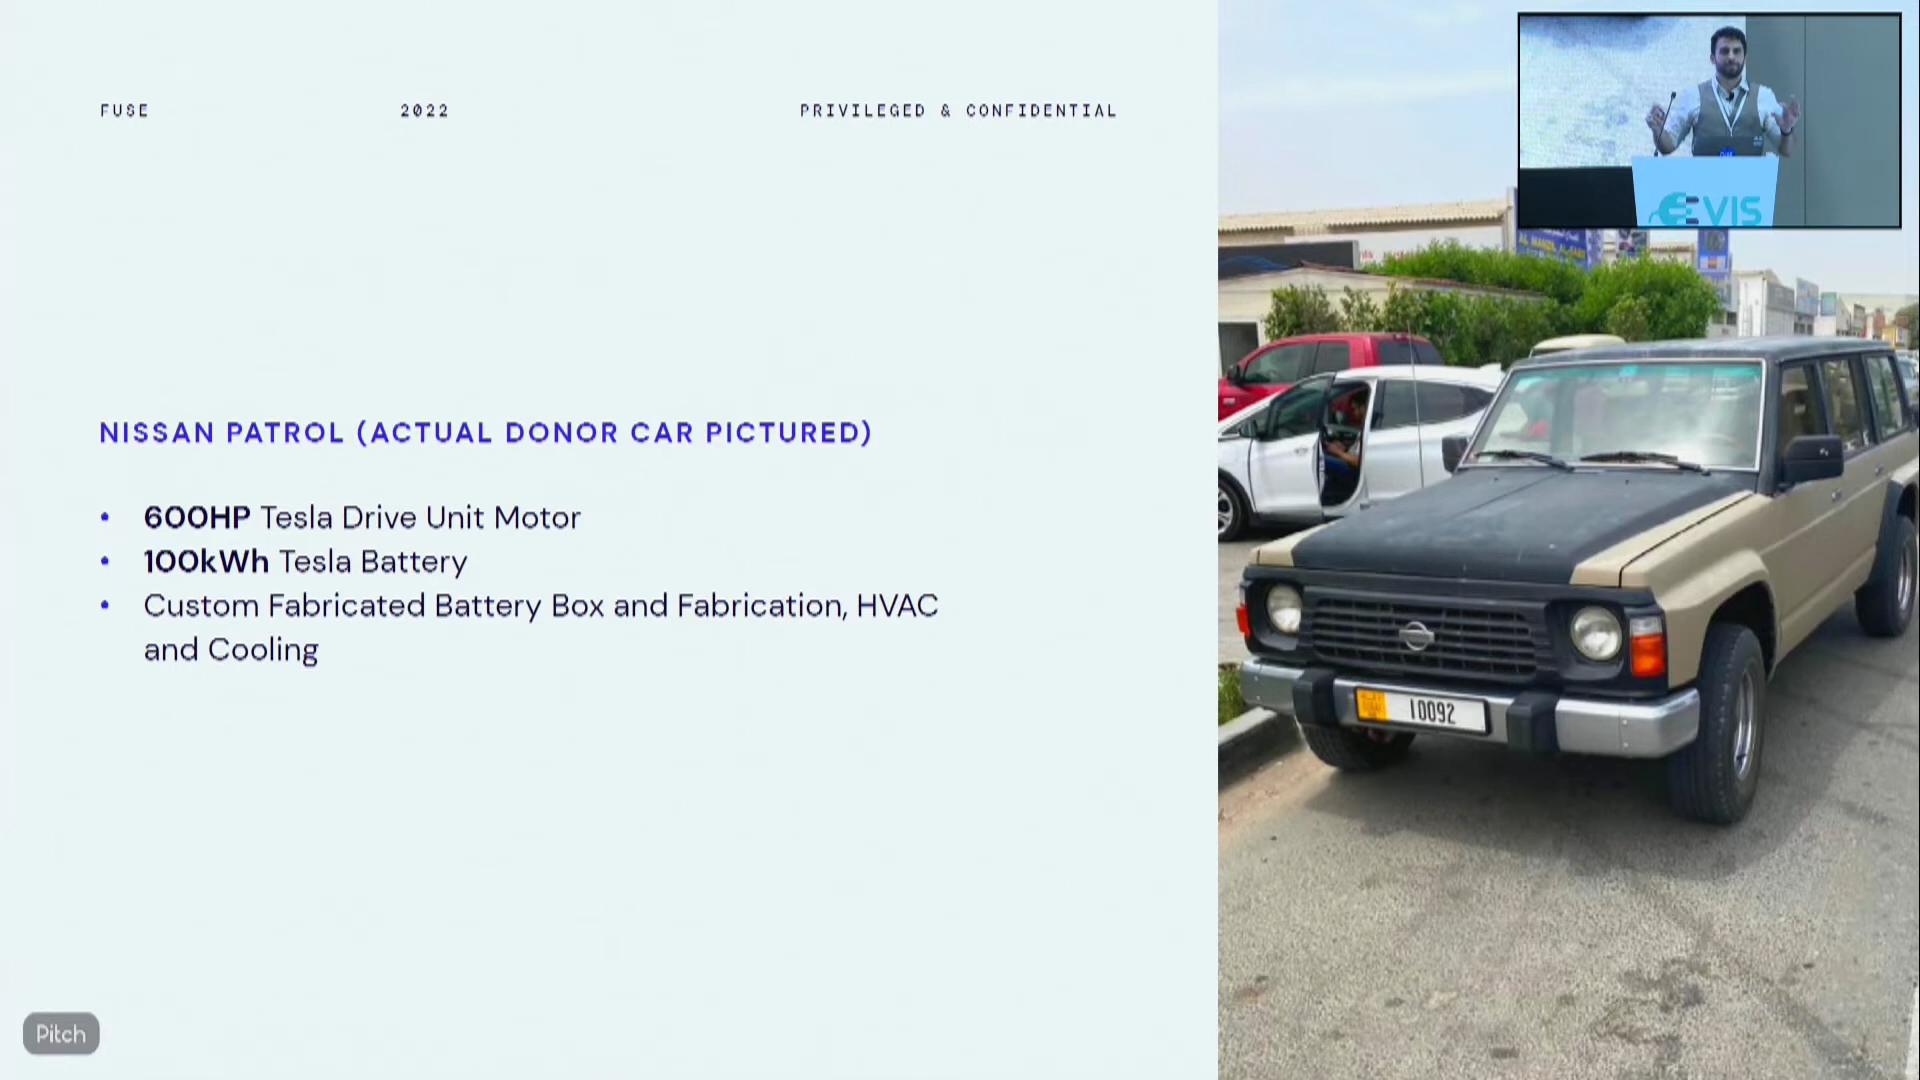 FUSE
2022
PRIVILEGED & CONFIDENTIAL
EVIS
NISSAN PATROL (ACTUAL DONOR CAR PICTURED)
• 600HP Tesla Drive Unit Motor
• 100kWh Tesla Battery
• Custom Fabricated Battery Box and Fabrication, HVAC
and Cooling
10092
Pitch